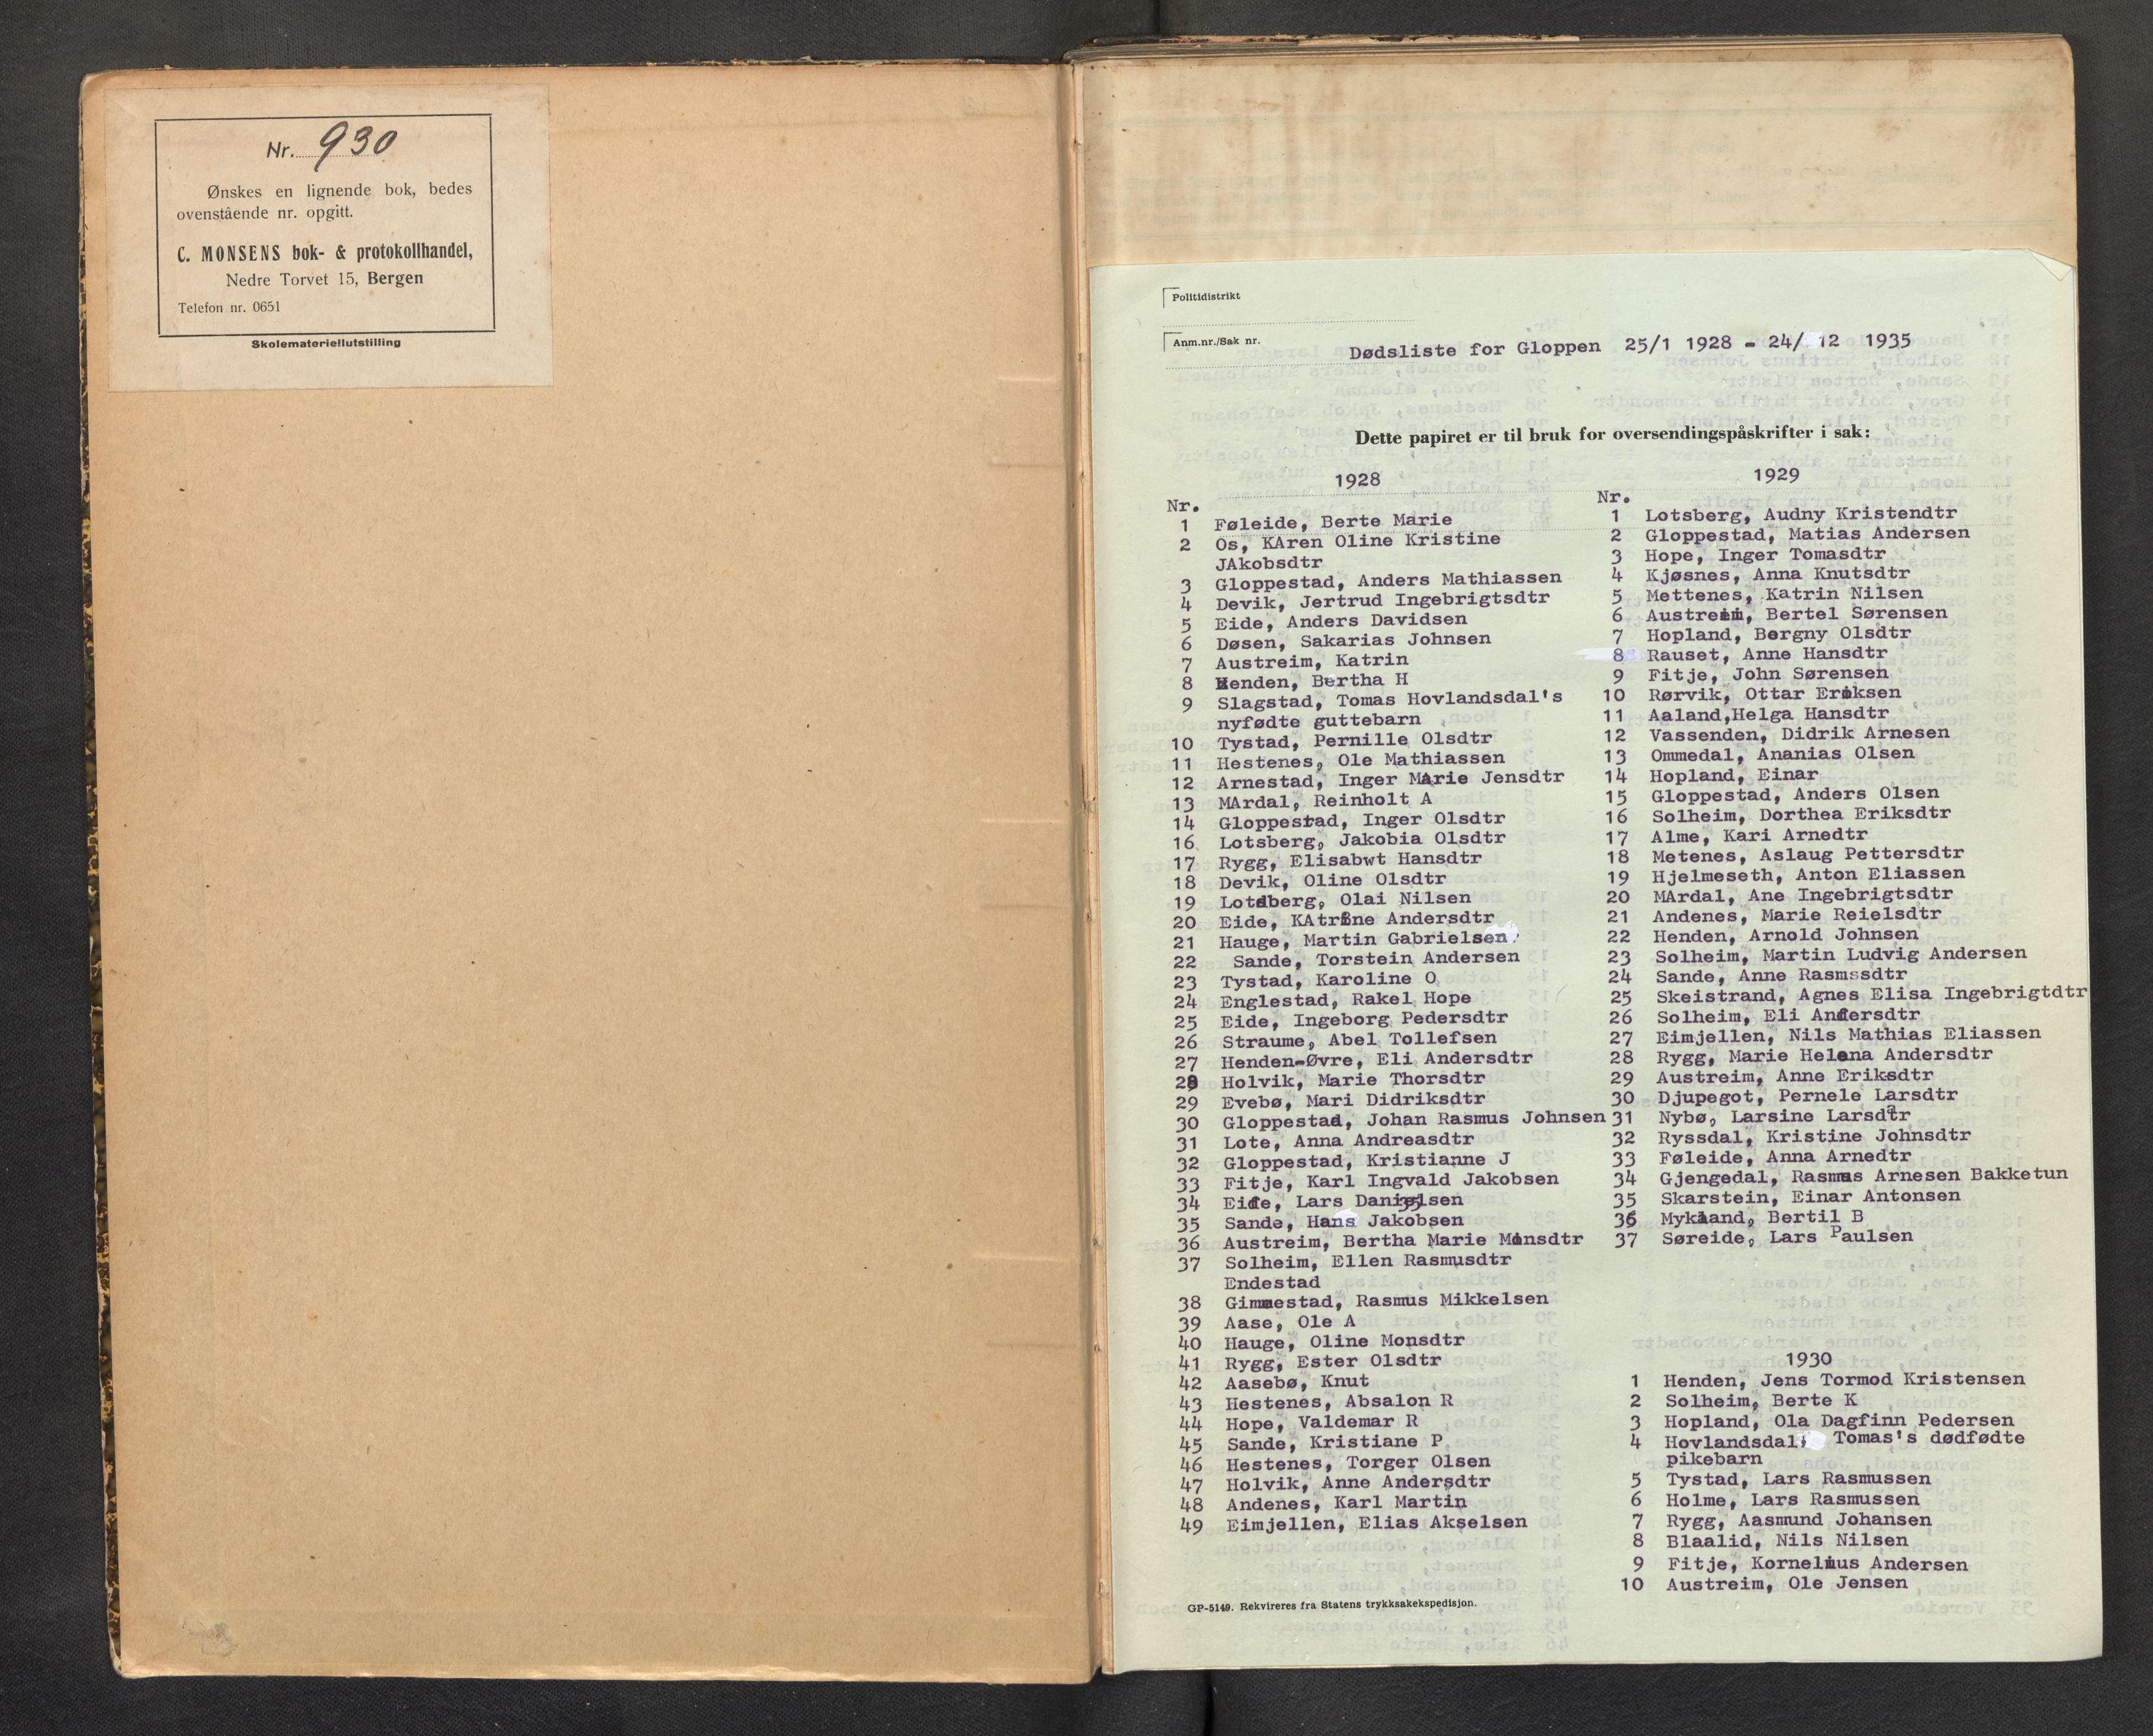 Nr. 930
Ønskes en lignende bok, bedes
ovenstående nr. opgitt.
C. MONSENS bok- & protokollhandel,
Nedre Torvet 15, Bergen
Telefon nr. 0651
Skolemateriellutstilling
Politidistrikt
Anm.nr./Sak nr.
Dødsliste for Gloppen 25/1 1928 - 24/ 12 1935
Dette papiret er til bruk for oversendingspåskrifter i sak:
1928
Nr.
1 Føleide, Berte Marie
2 Os, KAren Oline Kristine
JAkobsdtr
3 Gloppestad, Anders Mathiassen
4 Devik, Jertrud Ingebrigtsdtr
5 Eide, Anders Davidsen
6 Døsen, Sakarias Johnsen
7 Austreim, Katrin
8 Henden, Bertha H
9 Slagstad, Tomas Hovlandsdal's
nyfødte guttebarn
10 Tystad, Pernille Olsdtr
11 Hestenes, Ole Mathiassen
12 Arnestad, Inger Marie Jensdtr
13 MArdal, Reinholt A
14 Gloppestad, Inger Olsdtr
16 Lotsberg, Jakobia Olsdtr
17 Rygg, Elisabwt Hansdtr
18 Devik, Oline Olsdtr
19 Lotsberg, Olai Nilsen
20 Eide, KAtrine Andersdtr
21 Hauge, Martin Gabrielsen
22 Sande, Torstein Andersen
23 Tystad, Karoline O
24 Englestad, Rakel Hope
25 Eide, Ingeborg Pedersdtr
26 Straume, Abel Tollefsen
27 Henden-Øvre, Eli Andersdtr
28 Holvik, Marie Thorsdtr
29 Evebø, Mari Didriksdtr
30 Gloppestad, Johan Rasmus Johnsen
31 Lote, Anna Andreasdtr
32 Gloppestad, Kristianne J
33 Fitje, Karl Ingvald Jakobsen
34 Eide, Lars Danielsen
35 Sande, Hans Jakobsen
36 Austreim, Bertha Marie Monsdtr
37 Solheim, Ellen Rasmusdtr
Endestad
38 Gimmestad, Rasmus Mikkelsen
39 Aase, Ole A
40 Hauge, Oline Monsdtr
41 Rygg, Ester Olsdtr
42 Aasebø, Knut
43 Hestenes, Absalon R
44 Hope, Valdemar R
45 Sande, Kristiane P
46 Hestenes, Torger Olsen
47 Holvik, Anne Andersdtr
48 Andenes, Karl Martin
49 Eimjellen, Elias Akselsen
1929
Nr.
1 Lotsberg, Audny Kristendtr
2 Gloppestad, Matias Andersen
3 Hope, Inger Tomasdtr
4 Kjøsnes, Anna Knutsdtr
5 Mettenes, Katrin Nilsen
6 Austreim, Bertel Sørensen
7 Hopland, Bergny Olsdtr
8 Rauset, Anne Hansdtr
9 Fitje, John Sørensen
10 Rørvik, Ottar Eriksen
11 Aaland,Helga Hansdtr
12 Vassenden, Didrik Arnesen
13 Ommedal, Ananias Olsen
14 Hopland, Einar
15 Gloppestad, Anders Olsen
16 Solheim, Dorthea Eriksdtr
17 Alme, Kari Arnedtr
18 Metenes, Aslaug Pettersdtr
19 Hjelmeseth, Anton Eliassen
20 MArdal, Ane Ingebrigtsdtr
21 Andenes, Marie Reielsdtr
22 Henden, Arnold Johnsen
23 Solheim, Martin Ludvig Andersen
24 Sande, Anne Rasmssdtr
25 Skeistrand, Agnes Elisa Ingebrigtdtr
26 Solheim, Eli Andersdtr
27 Eimjellen, Nils Mathias Eliassen
28 Rygg, Marie Helena Andersdtr
29 Austreim, Anne Eriksdtr
30 Djupegot, Pernele Larsdtr
31 Nybø, Larsine Larsdtr
32 Ryssdal, Kristine Johnsdtr
33 Føleide, Anna Arnedtr
34 Gjengedal, Rasmus Arnesen Bakketun
35 Skarstein, Einar Antonsen
36 Mykland, Bertil B
37 Søreide, Lars Paulsen
1930
1 Henden, Jens Tormod Kristensen
2 Solheim, Berte K
3 Hopland, Ola Dagfinn Pedersen
4 Hovlandsdal, Tomas's dødfødte
pikebarn
5 Tystad, Lars Rasmussen
6 Holme, Lars Rasmussen
7 Rygg, Aasmund Johansen
8 Blaalid, Nils Nilsen
9 Fitje, Kornelius Andersen
10 Austreim, Ole Jensen
GP-5149. Rekvireres fra Statens trykksakekspedisjon.